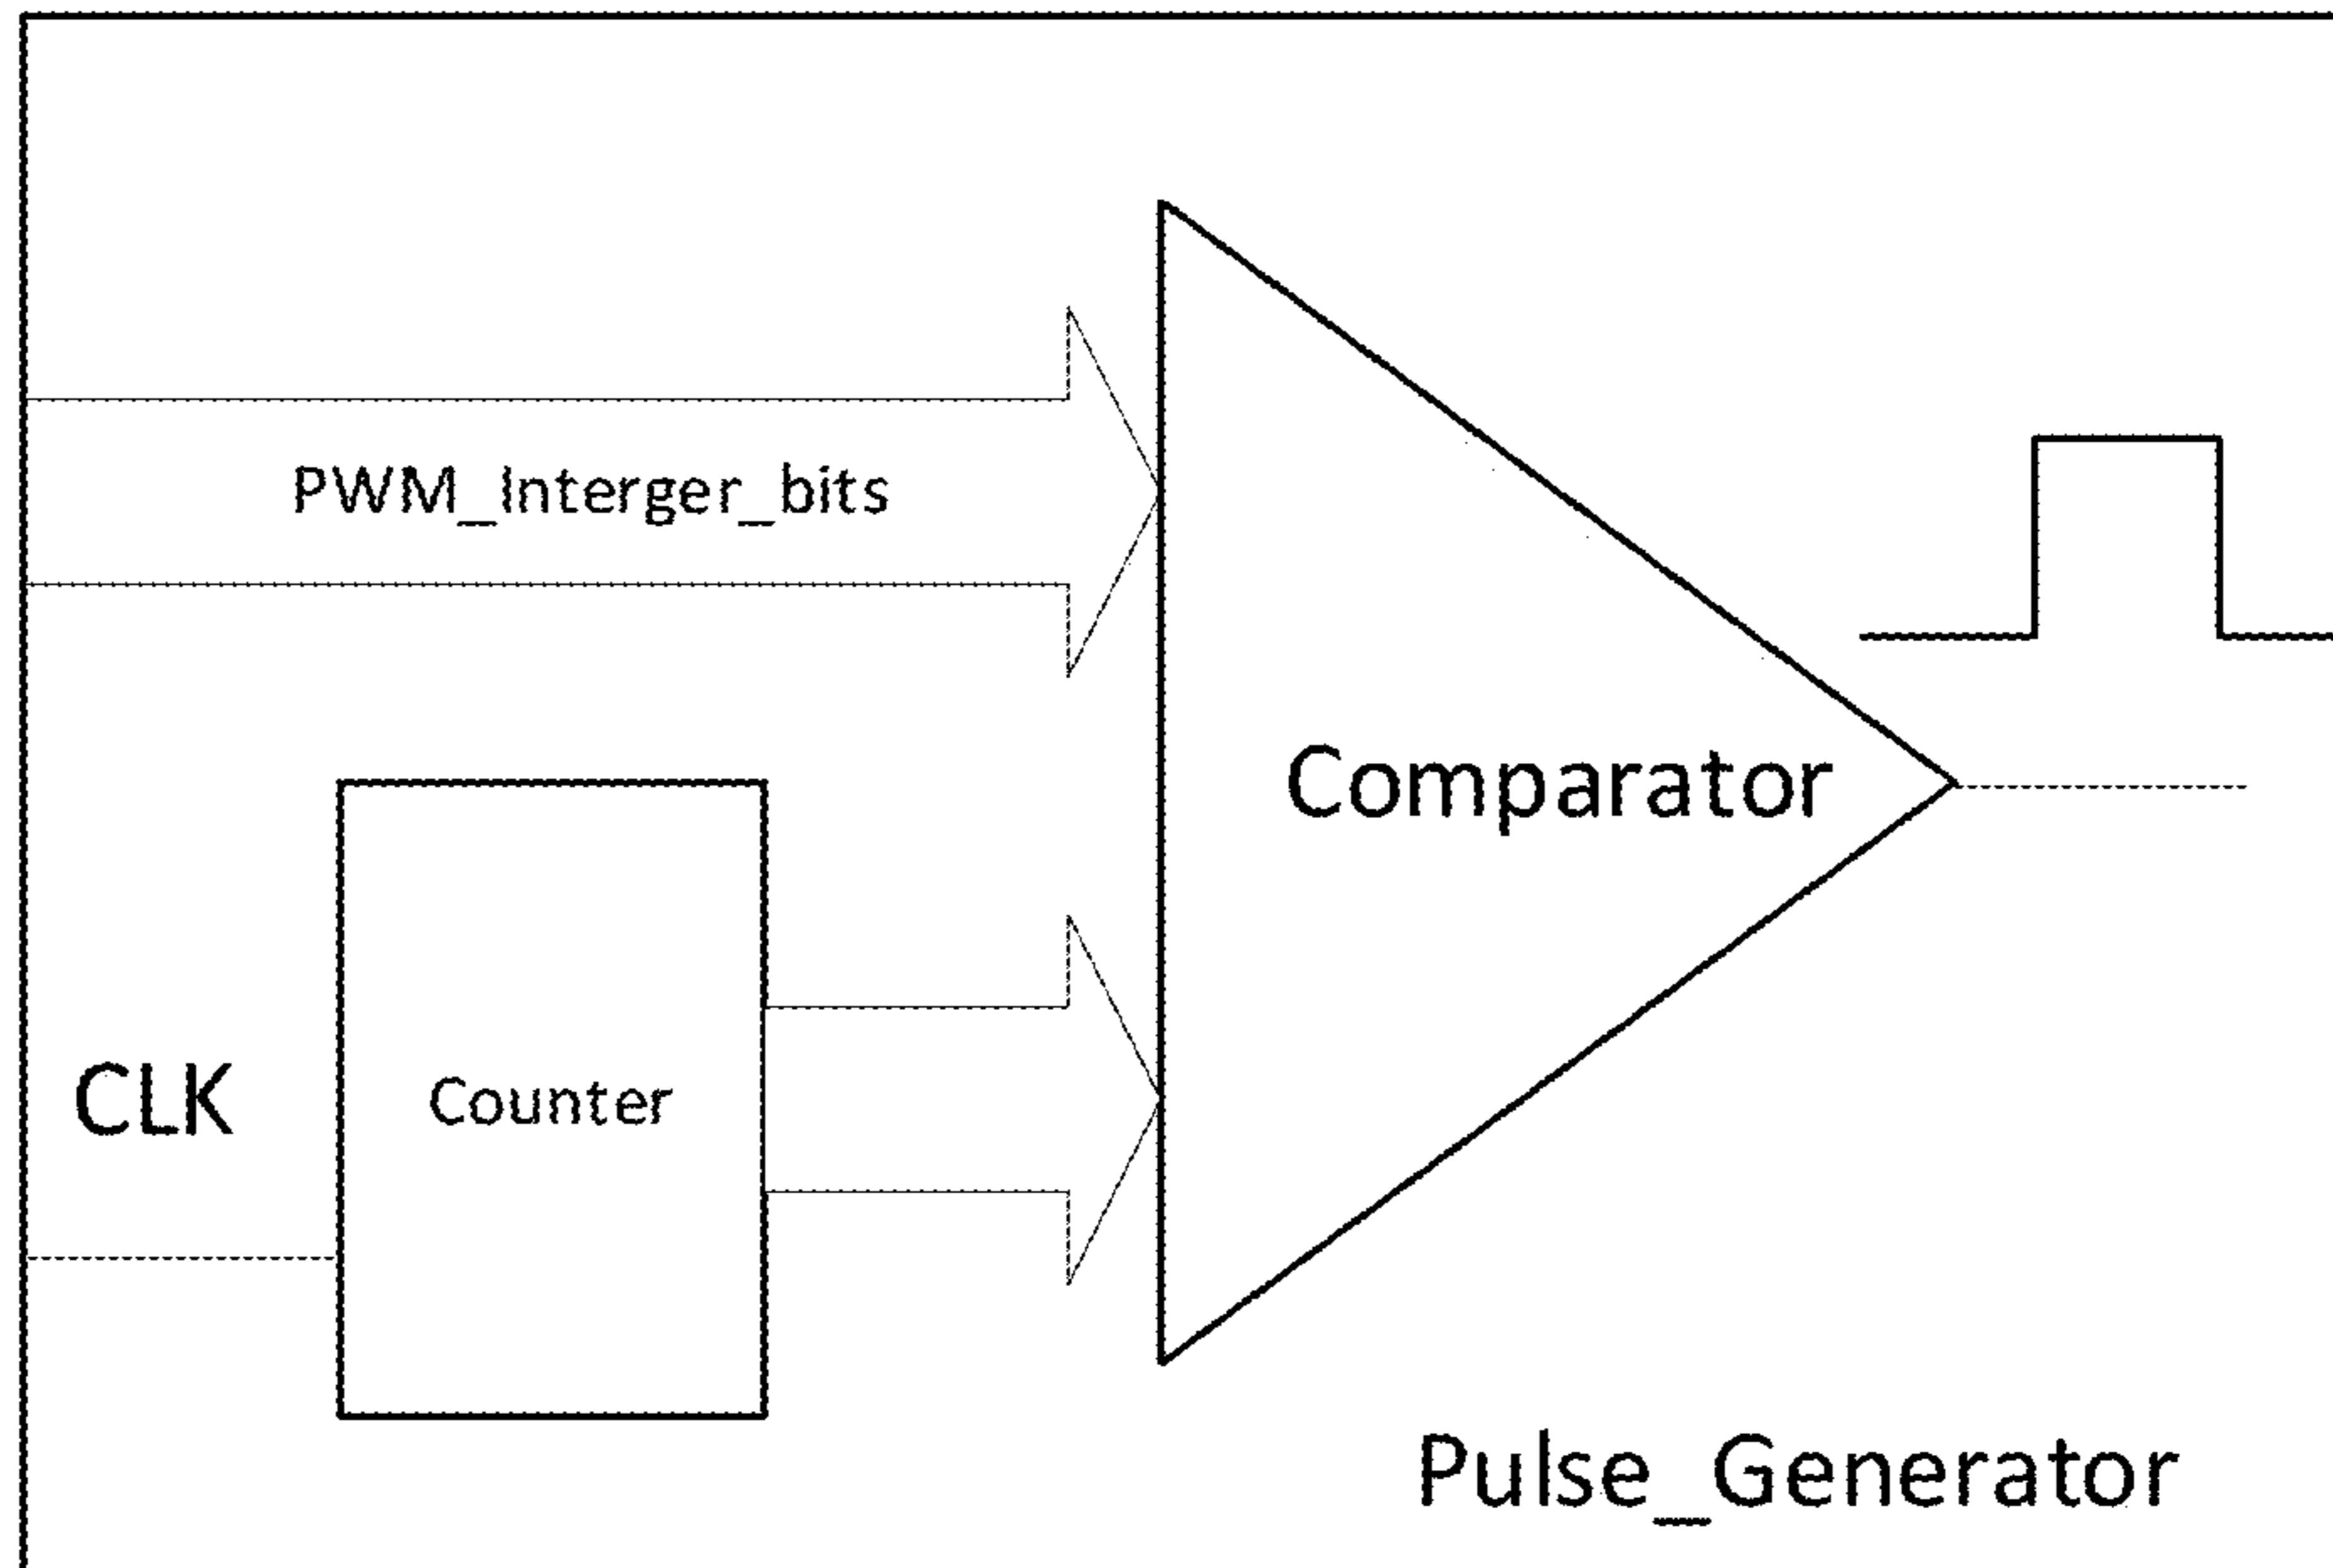 PWM_Interger_bits
Comparator
CLK
Counter
Pulse_Generator